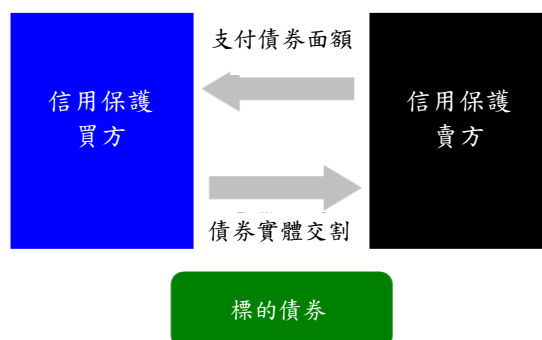 支付債券面額
信用保護
買方
信用保護
賣方
債券實體交割
標的債券